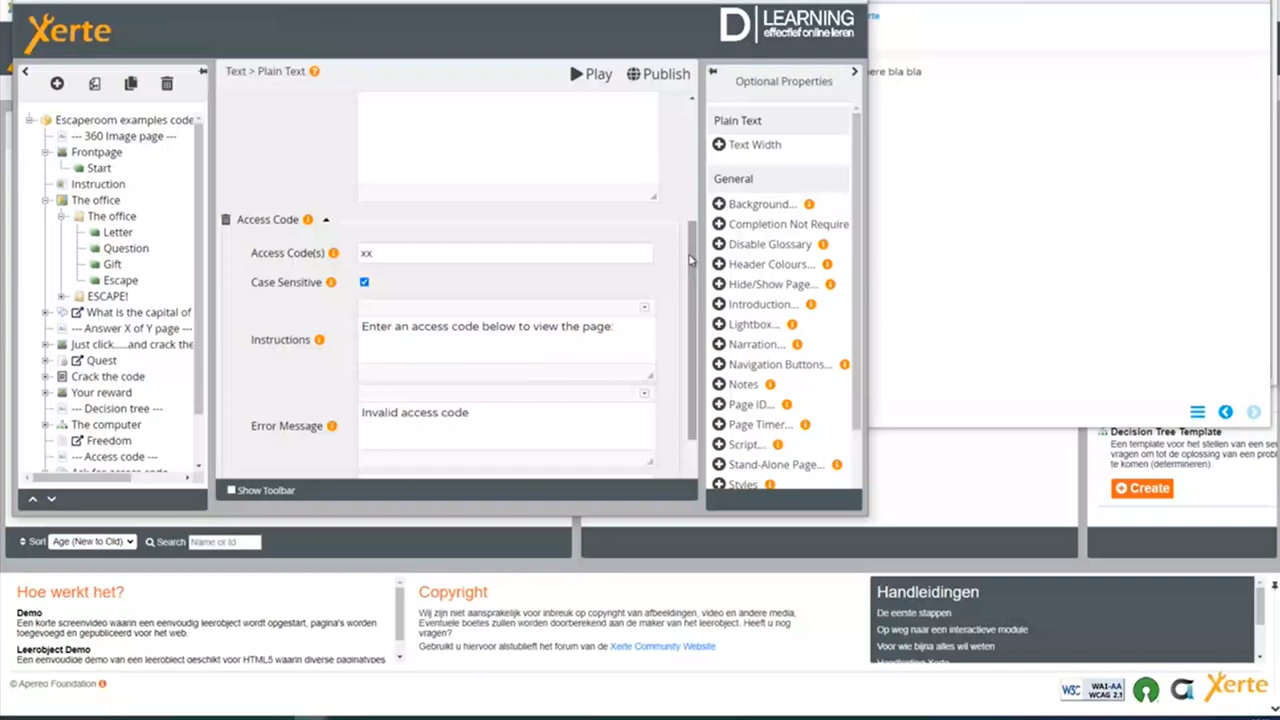 Xerte
D LEARNING
effectief online leren
Text > Plain Text
Play
Publish
Optional Properties
Escaperoom examples code
--- 360 Image page ---
Frontpage
Start
Instruction
The office
The office
Letter
Question
Gift
Escape
ESCAPE!
What is the capital of
--- Answer X of Y page ---
Just click.....and crack the
Quest
Crack the code
Your reward
--- Decision tree ---
The computer
Freedom
--- Access code ---
Access Code
Access Code(s)
xx
Case Sensitive
Instructions
Enter an access code below to view the page:
Error Message
Invalid access code
Show Toolbar
Plain Text
Text Width
General
Background...
Completion Not Require
Disable Glossary
Header Colours...
Hide/Show Page...
Introduction...
Lightbox...
Narration...
Navigation Buttons...
Notes
Page ID...
Page Timer...
Script...
Stand-Alone Page...
Styles
ere bla bla
Decision Tree Template
Een template voor het stellen van een se
vragen om tot de oplossing van een prob
te komen (determineren).
Create
Sort
Age (New to Old)
Search
Name or Id
Hoe werkt het?
Demo
Een korte screenvideo waarin een eenvoudig leerobject wordt opgestart, pagina's worden
toegevoegd en gepubliceerd voor het web.
Leerobject Demo
Een eenvoudige demo van een leerobject geschikt voor HTML5 waarin diverse paginatypes
Copyright
Wij zijn niet aansprakelijk voor inbreuk op copyright van afbeeldingen, video en andere media.
Eventuele boetes zullen worden doorberekend aan de maker van het leerobject. Heeft u nog
vragen?
Gebruikt u hiervoor alstublieft het forum van de Xerte Community Website
Handleidingen
De eerste stappen
Op weg naar een interactieve module
Voor wie bijna alles wil weten
Handleiding Xerte
© Apereo Foundation
W3C WAI-AA
WCAG 2.1
Xerte